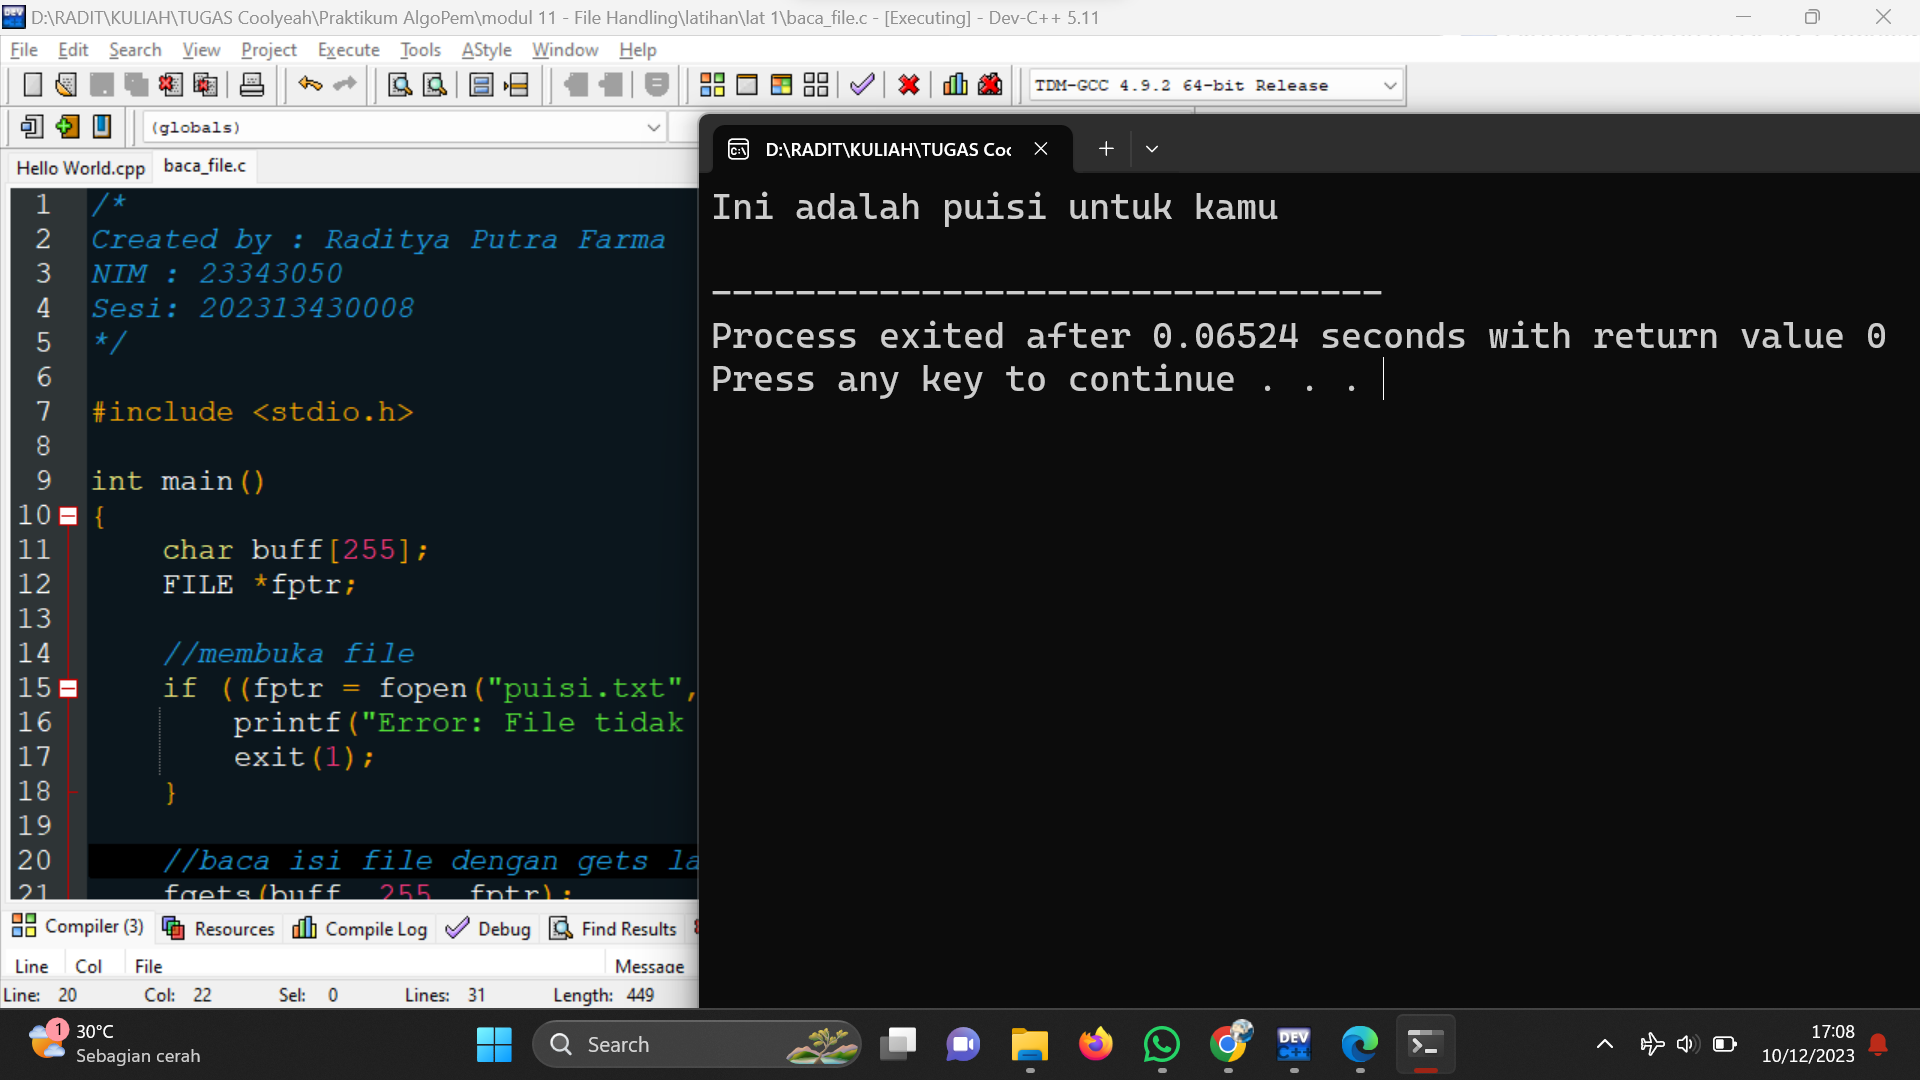 D:\RADIT\KULIAH\TUGAS Coolyeah\Praktikum AlgoPem\modul 11 - File Handling\latihan\lat 1\baca_file.c - [Executing] - Dev-C++ 5.11
File Edit Search View Project Execute Tools AStyle Window Help
TDM-GCC 4.9.2 64-bit Release
(globals)
Hello World.cpp baca_file.c
1 /*
2 Created by : Raditya Putra Farma
3 NIM : 23343050
4 Sesi: 202313430008
5 */
6
7 #include <stdio.h>
8
9 int main()
10 {
11 char buff[255];
12 FILE *fptr;
13
14 //membuka file
15 if ((fptr = fopen("puisi.txt",
16 printf("Error: File tidak
17 exit(1);
18 }
19
20 //baca isi file dengan gets la
21 fgets(buff, 255, fptr);
D:\RADIT\KULIAH\TUGAS Coo
Ini adalah puisi untuk kamu
--------------------------------
Process exited after 0.06524 seconds with return value 0
Press any key to continue . . .
Compiler (3) Resources Compile Log Debug Find Results
Line Col File Message
Line: 20 Col: 22 Sel: 0 Lines: 31 Length: 449
1
30°C
Sebagian cerah
Search
DEV
C++
17:08
10/12/2023